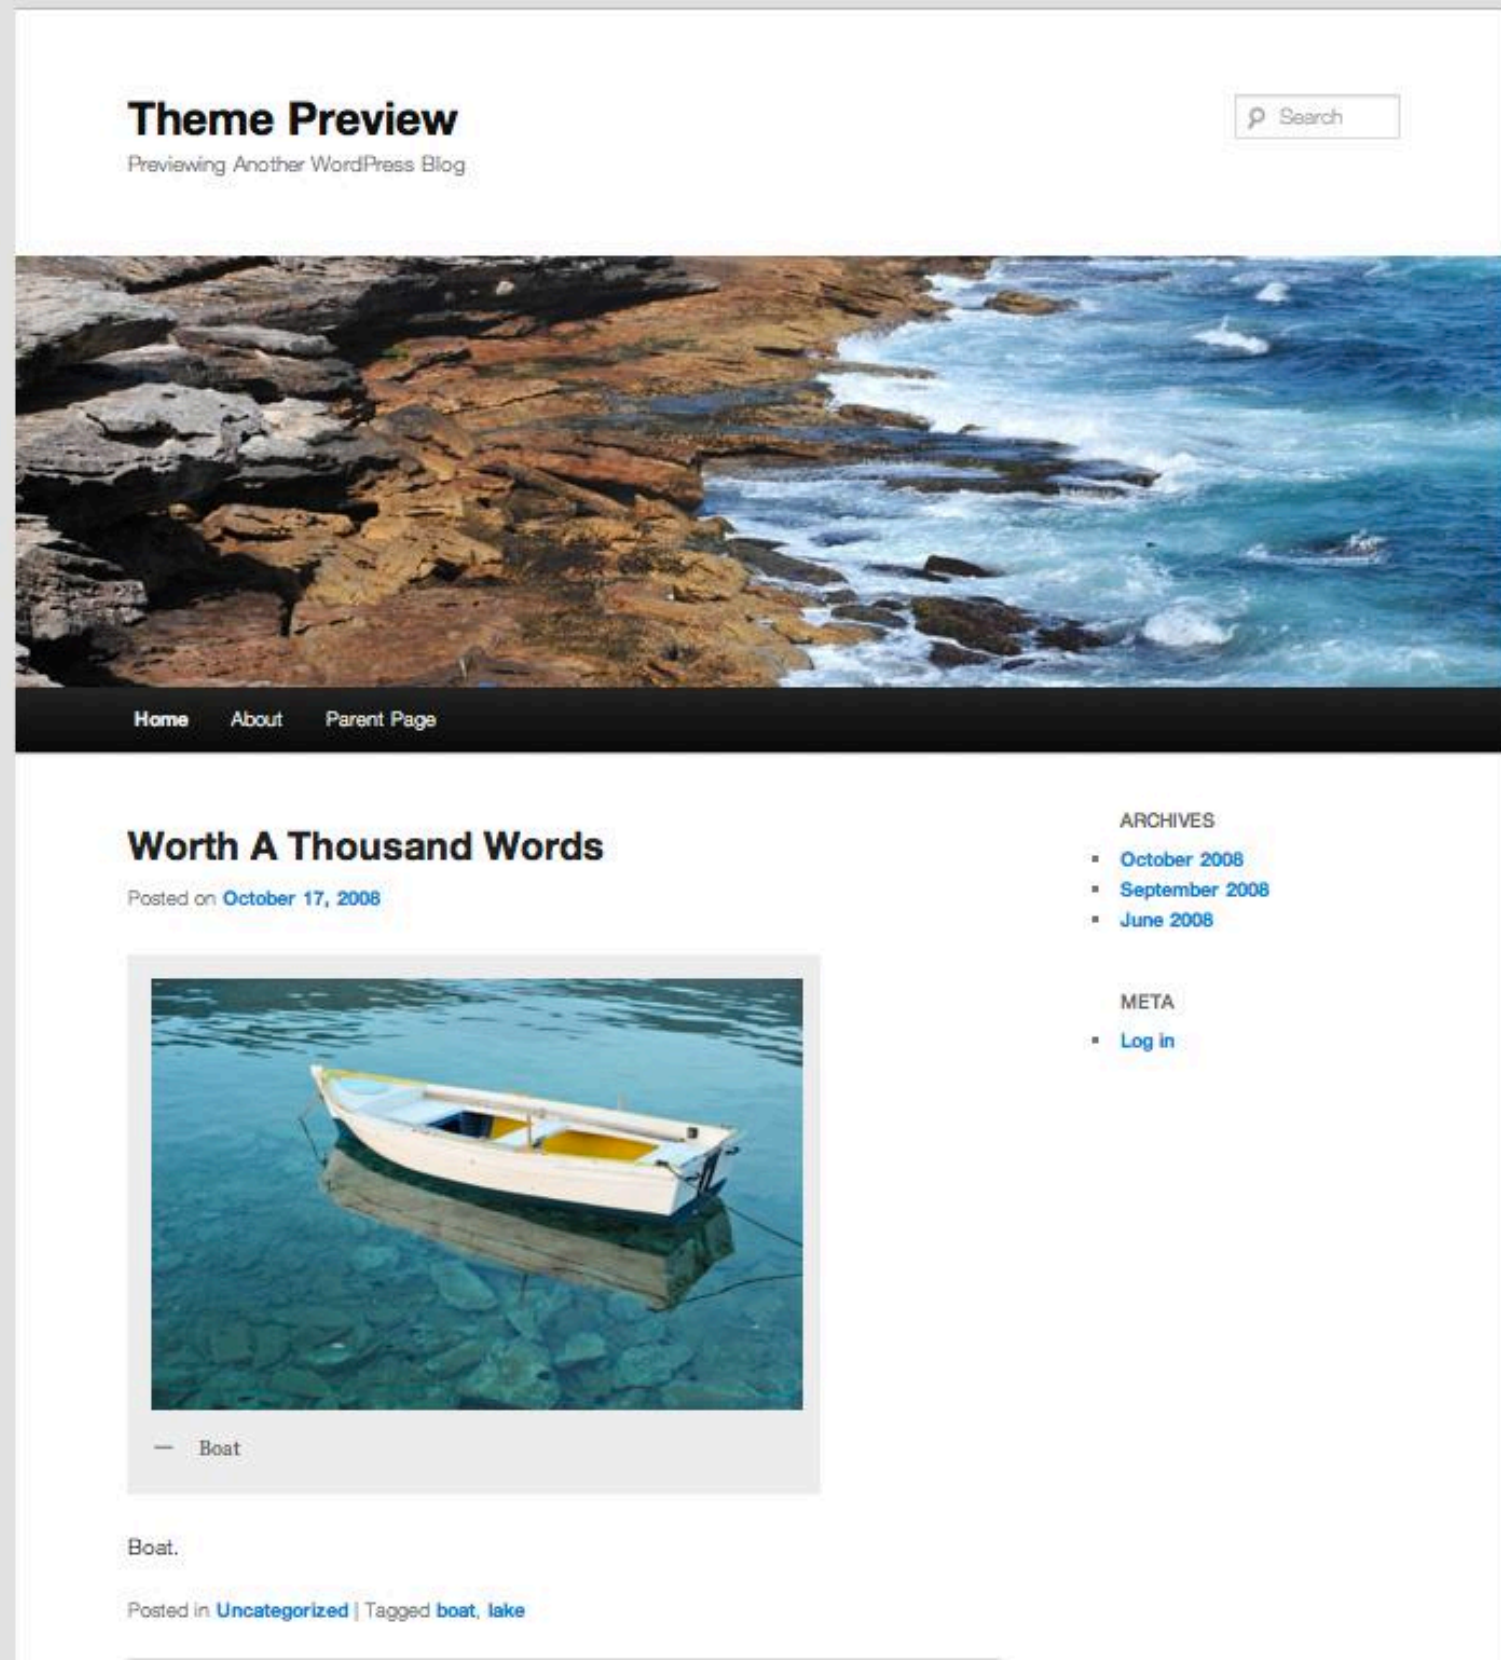 Theme Preview
Previewing Another WordPress Blog
Search
Home About Parent Page
Worth A Thousand Words
Posted on October 17, 2008
— Boat
Boat.
Posted in Uncategorized | Tagged boat, lake
ARCHIVES
October 2008
September 2008
June 2008
META
Log in